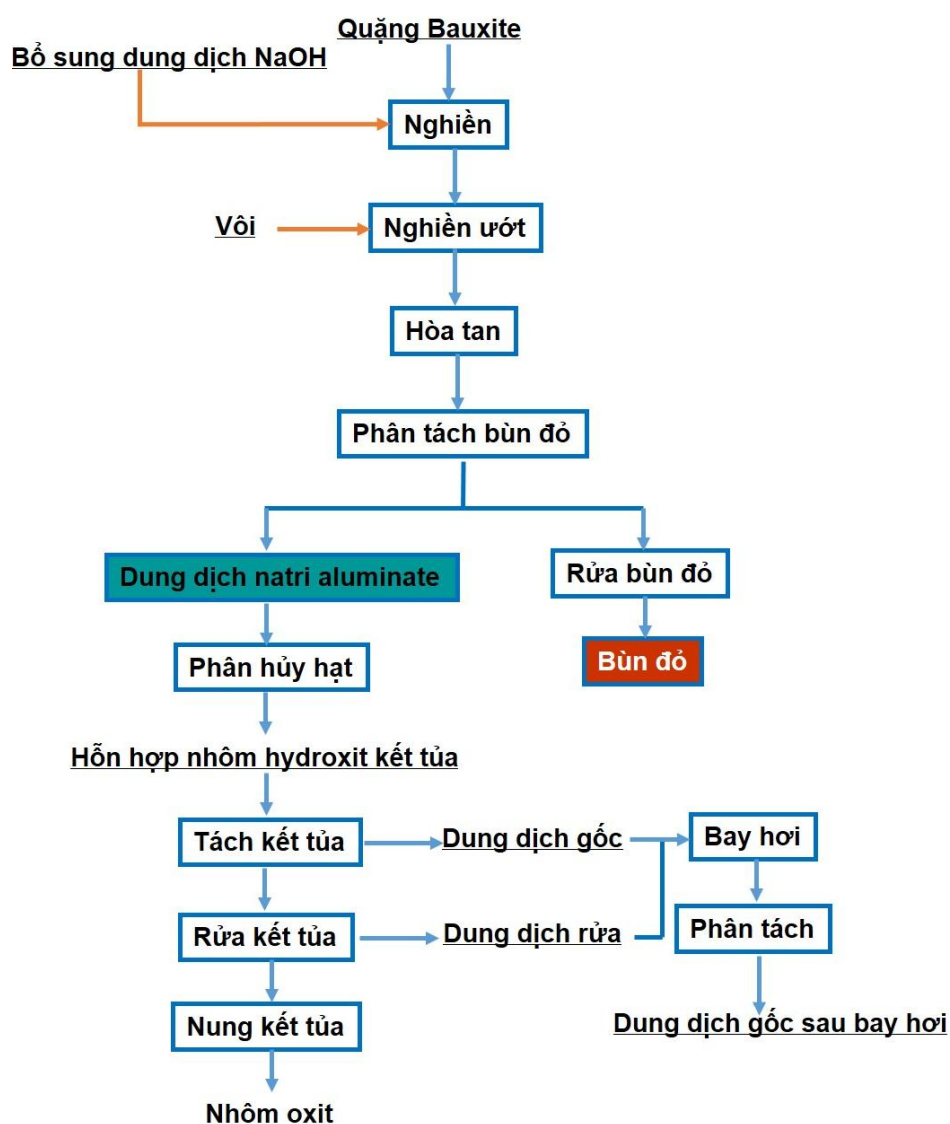 Quặng Bauxite
Bổ sung dung dịch NaOH
Nghiền
Vôi
Nghiền ướt
Hòa tan
Phân tách bùn đỏ
Dung dịch natri aluminate
Rửa bùn đỏ
Phân hủy hạt
Bùn đỏ
Hỗn hợp nhôm hydroxit kết tủa
Tách kết tủa
Dung dịch gốc
Bay hơi
Rửa kết tủa
Dung dịch rửa
Phân tách
Nung kết tủa
Dung dịch gốc sau bay hơi
Nhôm oxit